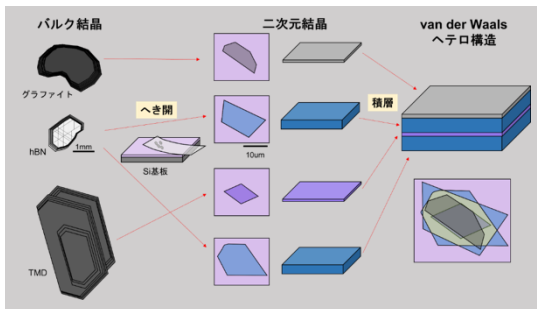 バルク結晶
二次元結晶
van der Waals
ヘテロ構造
グラファイト
へき開
積層
hBN
1mm
Si基板
10um
TMD